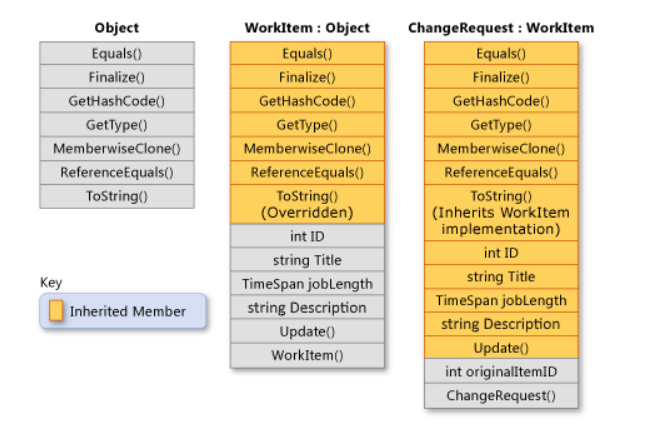 Object
Equals()
Finalize()
GetHashCode()
GetType()
MemberwiseClone()
ReferenceEquals()
ToString()
Key
Inherited Member
WorkItem : Object
Equals()
Finalize()
GetHashCode()
GetType()
MemberwiseClone()
ReferenceEquals()
ToString()
(Overridden)
int ID
string Title
TimeSpan jobLength
string Description
Update()
WorkItem()
ChangeRequest : WorkItem
Equals()
Finalize()
GetHashCode()
GetType()
MemberwiseClone()
ReferenceEquals()
ToString()
(Inherits WorkItem
implementation)
int ID
string Title
TimeSpan jobLength
string Description
Update()
int originalItemID
ChangeRequest()